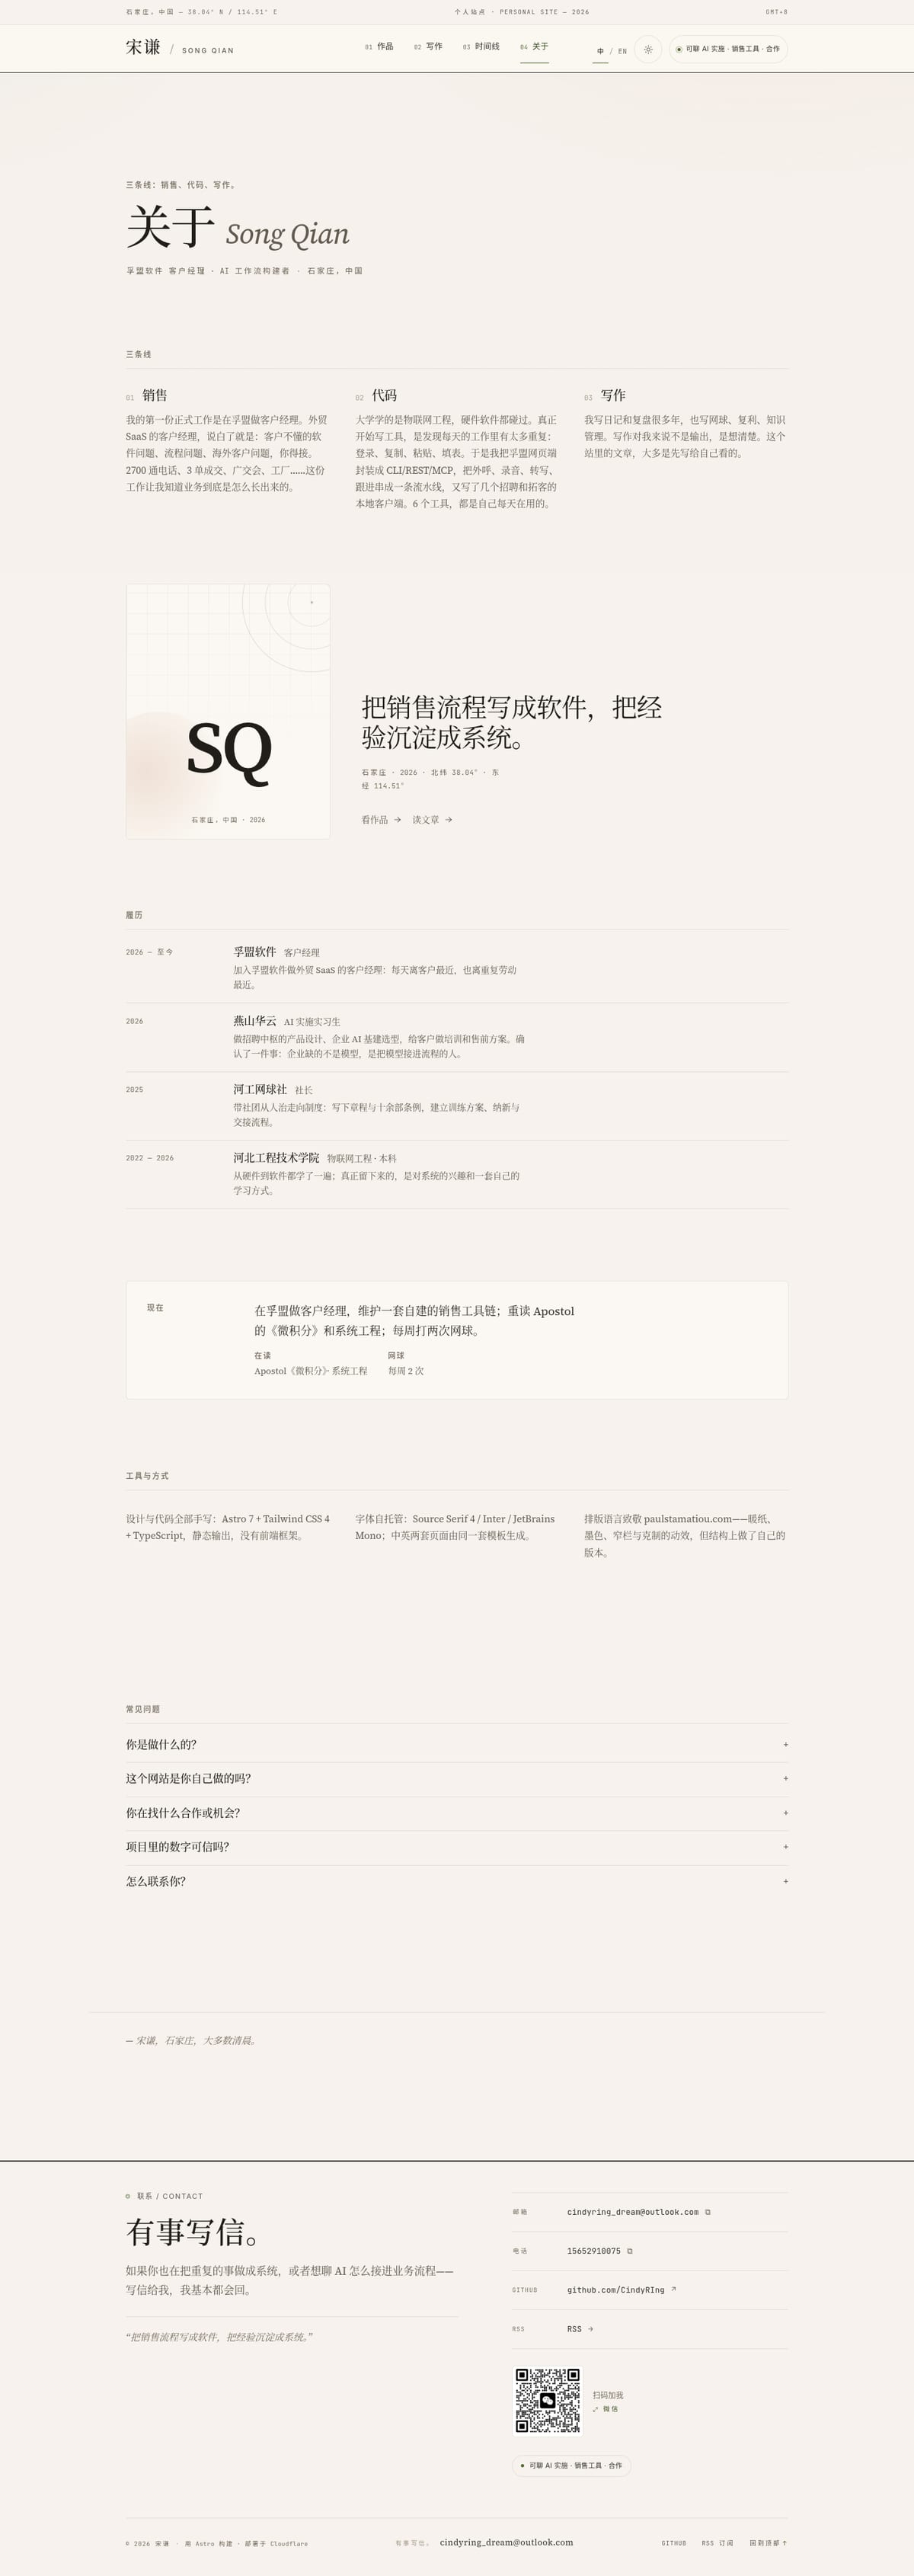 石家庄，中国 — 38.04° N / 114.51° E
个人站点 · PERSONAL SITE — 2026
GMT+8
宋谦 / SONG QIAN
01 作品 02 写作 03 时间线 04 关于
中 / EN
可聊 AI 实施 · 销售工具 · 合作
三条线：销售、代码、写作。
关于 Song Qian
孚盟软件 客户经理 · AI 工作流构建者 · 石家庄，中国
三条线
01 销售
我的第一份正式工作是在孚盟做客户经理。外贸
SaaS 的客户经理，说白了就是：客户不懂的软
件问题、流程问题、海外客户问题，你得接。
2700 通电话、3 单成交、广交会、工厂……这份
工作让我知道业务到底是怎么长出来的。
02 代码
大学学的是物联网工程，硬件软件都碰过。真正
开始写工具，是发现每天的工作里有太多重复：
登录、复制、粘贴、填表。于是我把孚盟网页端
封装成 CLI/REST/MCP，把外呼、录音、转写、
跟进串成一条流水线，又写了几个招聘和拓客的
本地客户端。6 个工具，都是自己每天在用的。
03 写作
我写日记和复盘很多年，也写网球、复利、知识
管理。写作对我来说不是输出，是想清楚。这个
站里的文章，大多是先写给自己看的。
SQ
石家庄，中国 · 2026
把销售流程写成软件，把经
验沉淀成系统。
石家庄 · 2026 · 北纬 38.04° · 东
经 114.51°
看作品 → 读文章 →
履历
2026 — 至今
孚盟软件 客户经理
加入孚盟软件做外贸 SaaS 的客户经理：每天离客户最近，也离重复劳动
最近。
2026
燕山华云 AI 实施实习生
做招聘中枢的产品设计、企业 AI 基建选型，给客户做培训和售前方案。确
认了一件事：企业缺的不是模型，是把模型接进流程的人。
2025
河工网球社 社长
带社团从人治走向制度：写下章程与十余部条例，建立训练方案、纳新与
交接流程。
2022 — 2026
河北工程技术学院 物联网工程 · 本科
从硬件到软件都学了一遍；真正留下来的，是对系统的兴趣和一套自己的
学习方式。
现在
在孚盟做客户经理，维护一套自建的销售工具链；重读 Apostol
的《微积分》和系统工程；每周打两次网球。
在读
Apostol《微积分》· 系统工程
网球
每周 2 次
工具与方式
设计与代码全部手写：Astro 7 + Tailwind CSS 4
+ TypeScript，静态输出，没有前端框架。
字体自托管：Source Serif 4 / Inter / JetBrains
Mono；中英两套页面由同一套模板生成。
排版语言致敬 paulstamatiou.com——暖纸、
墨色、窄栏与克制的动效，但结构上做了自己的
版本。
常见问题
你是做什么的？ +
这个网站是你自己做的吗？ +
你在找什么合作或机会？ +
项目里的数字可信吗？ +
怎么联系你？ +
— 宋谦，石家庄，大多数清晨。
联系 / CONTACT
有事写信。
如果你也在把重复的事做成系统，或者想聊 AI 怎么接进业务流程——
写信给我，我基本都会回。
“把销售流程写成软件，把经验沉淀成系统。”
邮箱 cindyring_dream@outlook.com
电话 15652910075
GITHUB github.com/CindyRIng ↗
RSS RSS →
扫码加我
⤢ 微信
可聊 AI 实施 · 销售工具 · 合作
© 2026 宋谦 · 用 Astro 构建 · 部署于 Cloudflare
有事写信。 cindyring_dream@outlook.com
GITHUB RSS 订阅 回到顶部 ↑